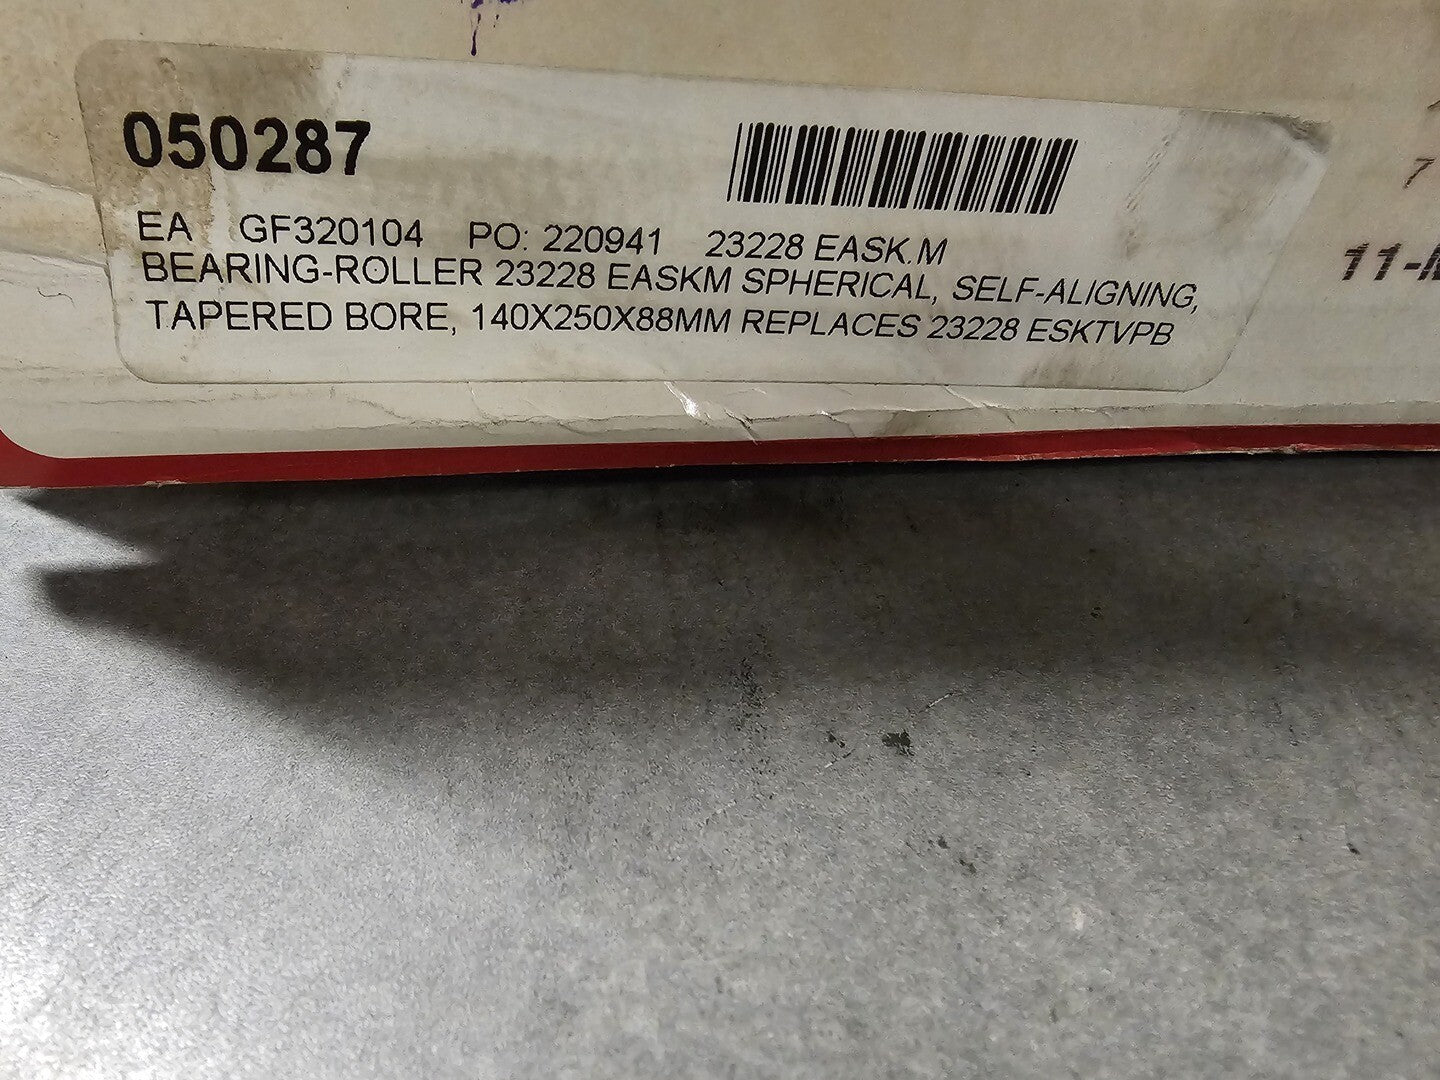 050287
EA GF320104 PO: 220941 23228 EASK.M
BEARING-ROLLER 23228 EASKM SPHERICAL, SELF-ALIGNING,
TAPERED BORE, 140X250X88MM REPLACES 23228 ESKTVPB
7